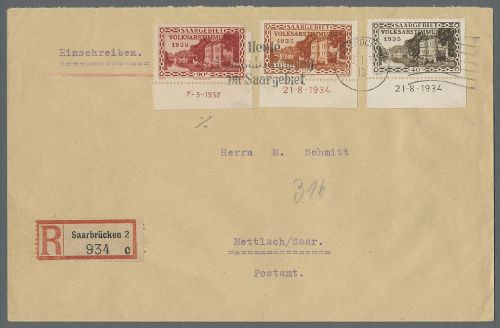 Einschreiben.
SAARGEBIET
VOLKSABSTIMMUNG
1935
7-3-1932
SAARGEBIET
VOLKSABSTIMMUNG
1935
21-8-1934
SAARGEBIET
VOLKSABSTIMMUNG
1935
21-8-1934
Heute
im Saargebiet
Herrn M. Schmitt
316
R
Saarbrücken 2
934 c
Mettlach/Saar.
Postamt.